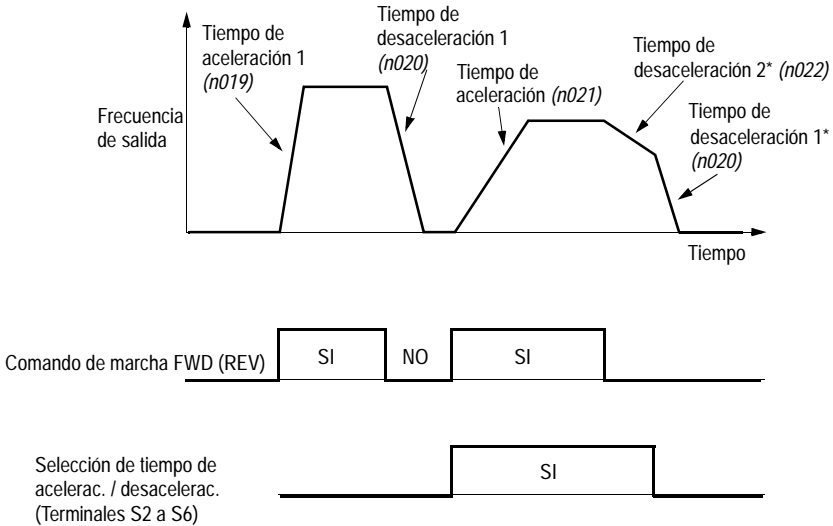 Tiempo de
aceleración 1
(n019)
Tiempo de
desaceleración 1
(n020)
Tiempo de
aceleración (n021)
Tiempo de
desaceleración 2* (n022)
Tiempo de
desaceleración 1*
(n020)
Frecuencia
de salida
Tiempo
Comando de marcha FWD (REV)
SI
NO
SI
Selección de tiempo de
acelerac. / desacelerac.
(Terminales S2 a S6)
SI